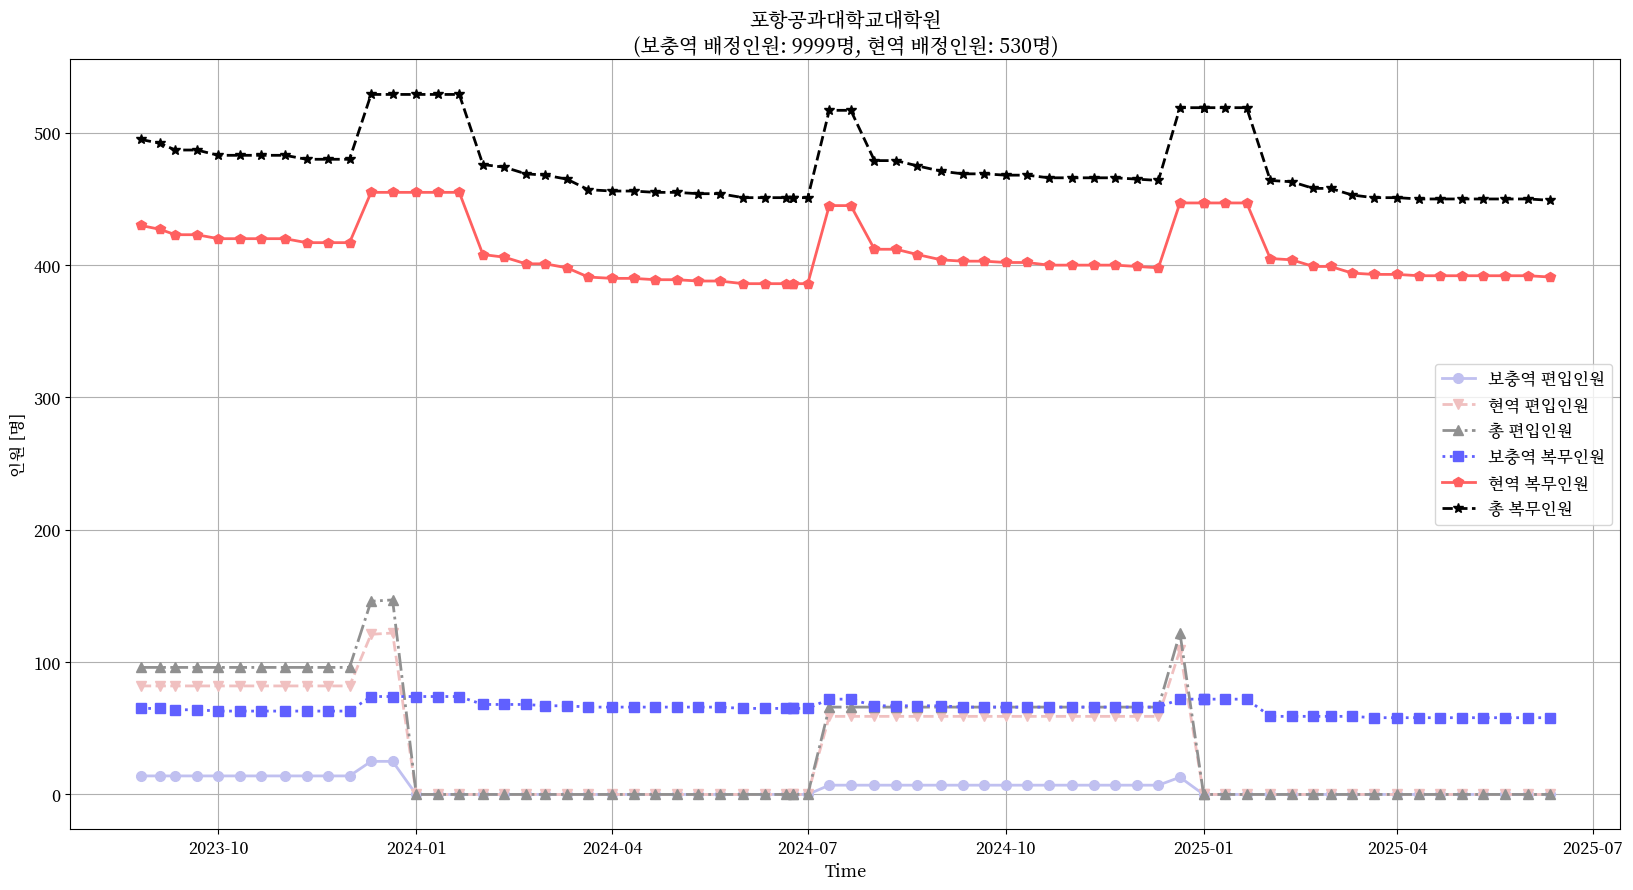 포항공과대학교대학원
(보충역 배정인원: 9999명, 현역 배정인원: 530명)
인원 [명]
500
400
300
200
100
0
보충역 편입인원
현역 편입인원
총 편입인원
보충역 복무인원
현역 복무인원
총 복무인원
2023-10
2024-01
2024-04
2024-07
2024-10
2025-01
2025-04
2025-07
Time